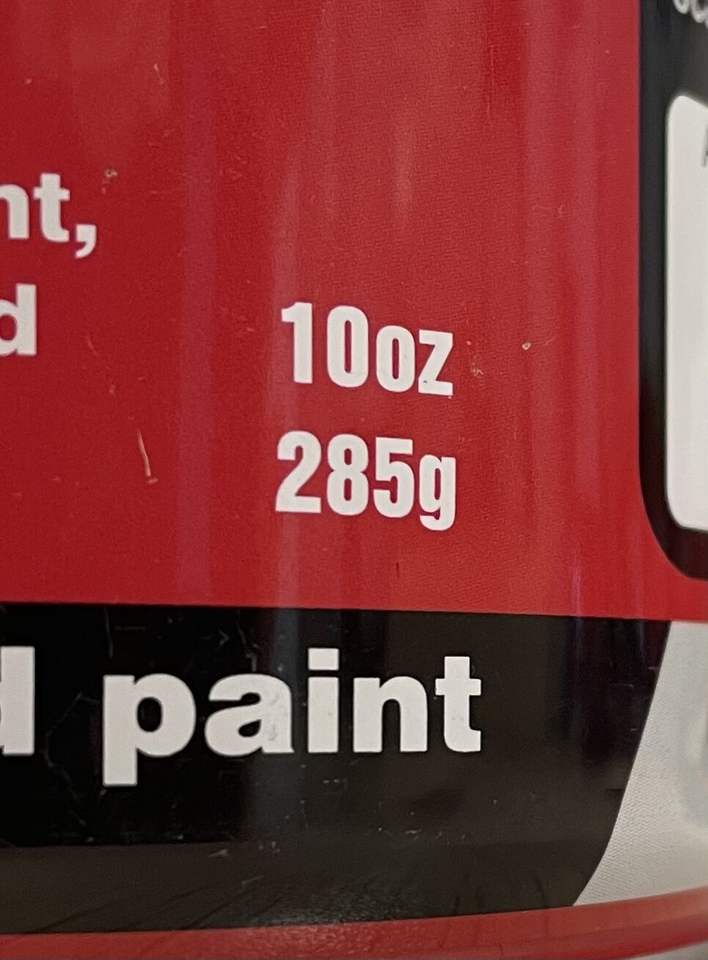 nt,
d
10oz
285g
d paint